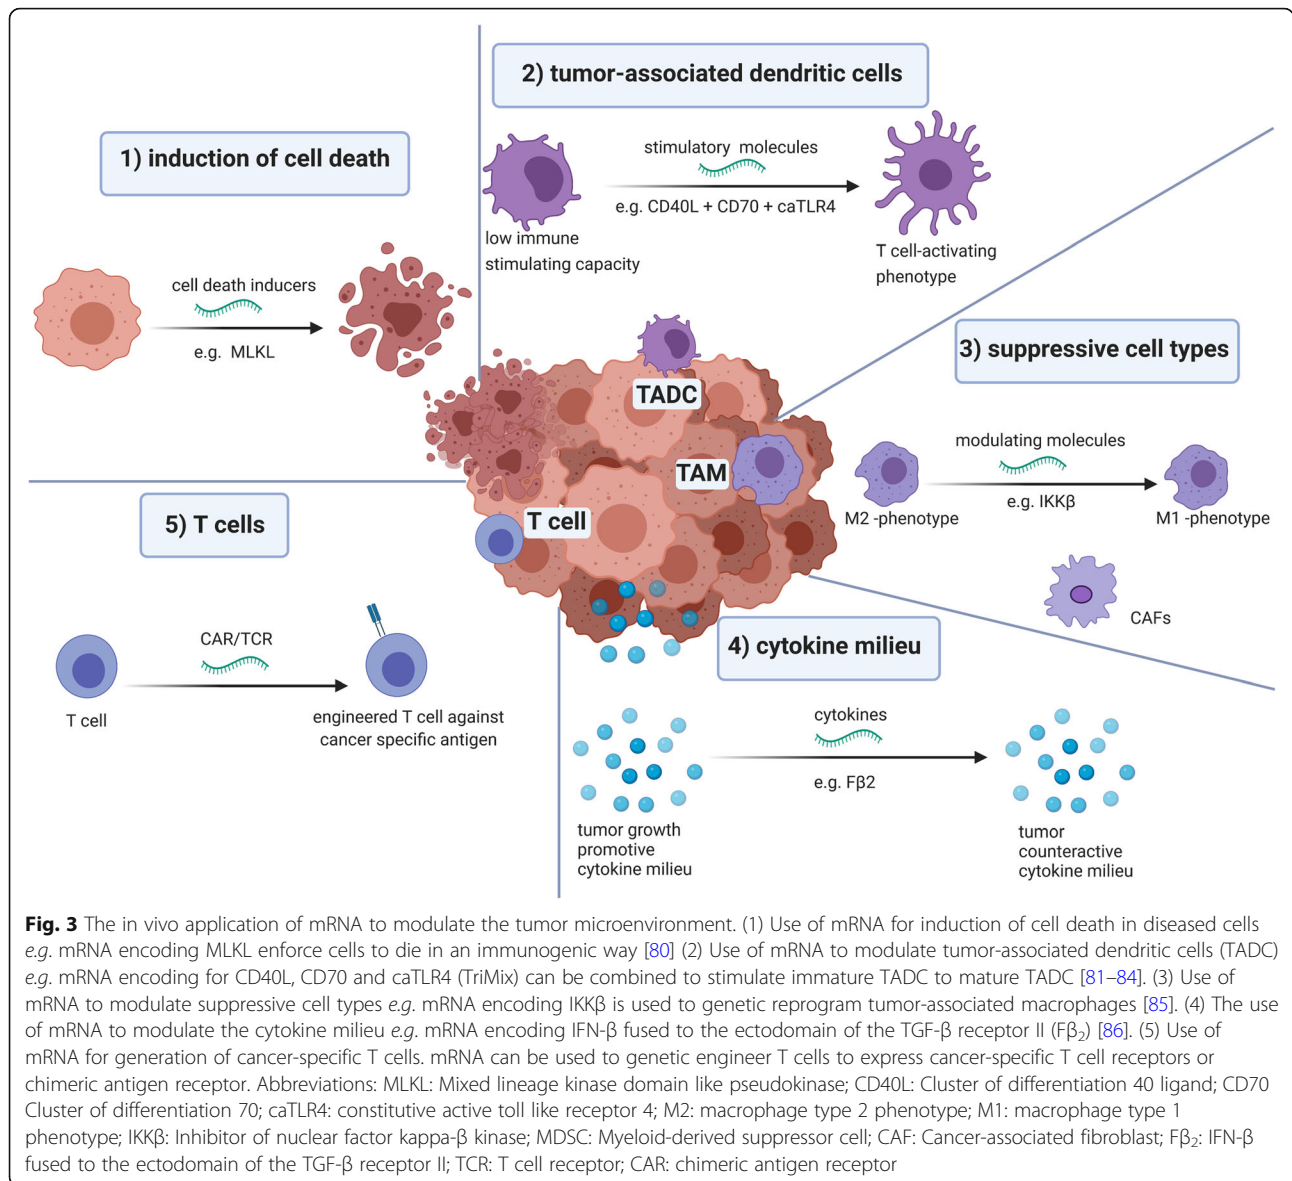 1) induction of cell death
cell death inducers
e.g. MLKL
2) tumor-associated dendritic cells
stimulatory molecules
e.g. CD40L + CD70 + caTLR4
low immune
stimulating capacity
T cell-activating
phenotype
3) suppressive cell types
modulating molecules
e.g. IKKβ
M2 -phenotype
M1 -phenotype
CAFs
TADC
TAM
T cell
4) cytokine milieu
cytokines
e.g. Fβ2
tumor growth
promotive
cytokine milieu
tumor
counteractive
cytokine milieu
5) T cells
CAR/TCR
T cell
engineered T cell against
cancer specific antigen
Fig. 3 The in vivo application of mRNA to modulate the tumor microenvironment. (1) Use of mRNA for induction of cell death in diseased cells
e.g. mRNA encoding MLKL enforce cells to die in an immunogenic way [80] (2) Use of mRNA to modulate tumor-associated dendritic cells (TADC)
e.g. mRNA encoding for CD40L, CD70 and caTLR4 (TriMix) can be combined to stimulate immature TADC to mature TADC [81–84]. (3) Use of
mRNA to modulate suppressive cell types e.g. mRNA encoding IKKβ is used to genetic reprogram tumor-associated macrophages [85]. (4) The use
of mRNA to modulate the cytokine milieu e.g. mRNA encoding IFN-β fused to the ectodomain of the TGF-β receptor II (Fβ₂) [86]. (5) Use of
mRNA for generation of cancer-specific T cells. mRNA can be used to genetic engineer T cells to express cancer-specific T cell receptors or
chimeric antigen receptor. Abbreviations: MLKL: Mixed lineage kinase domain like pseudokinase; CD40L: Cluster of differentiation 40 ligand; CD70
Cluster of differentiation 70; caTLR4: constitutive active toll like receptor 4; M2: macrophage type 2 phenotype; M1: macrophage type 1
phenotype; IKKβ: Inhibitor of nuclear factor kappa-β kinase; MDSC: Myeloid-derived suppressor cell; CAF: Cancer-associated fibroblast; Fβ₂: IFN-β
fused to the ectodomain of the TGF-β receptor II; TCR: T cell receptor; CAR: chimeric antigen receptor